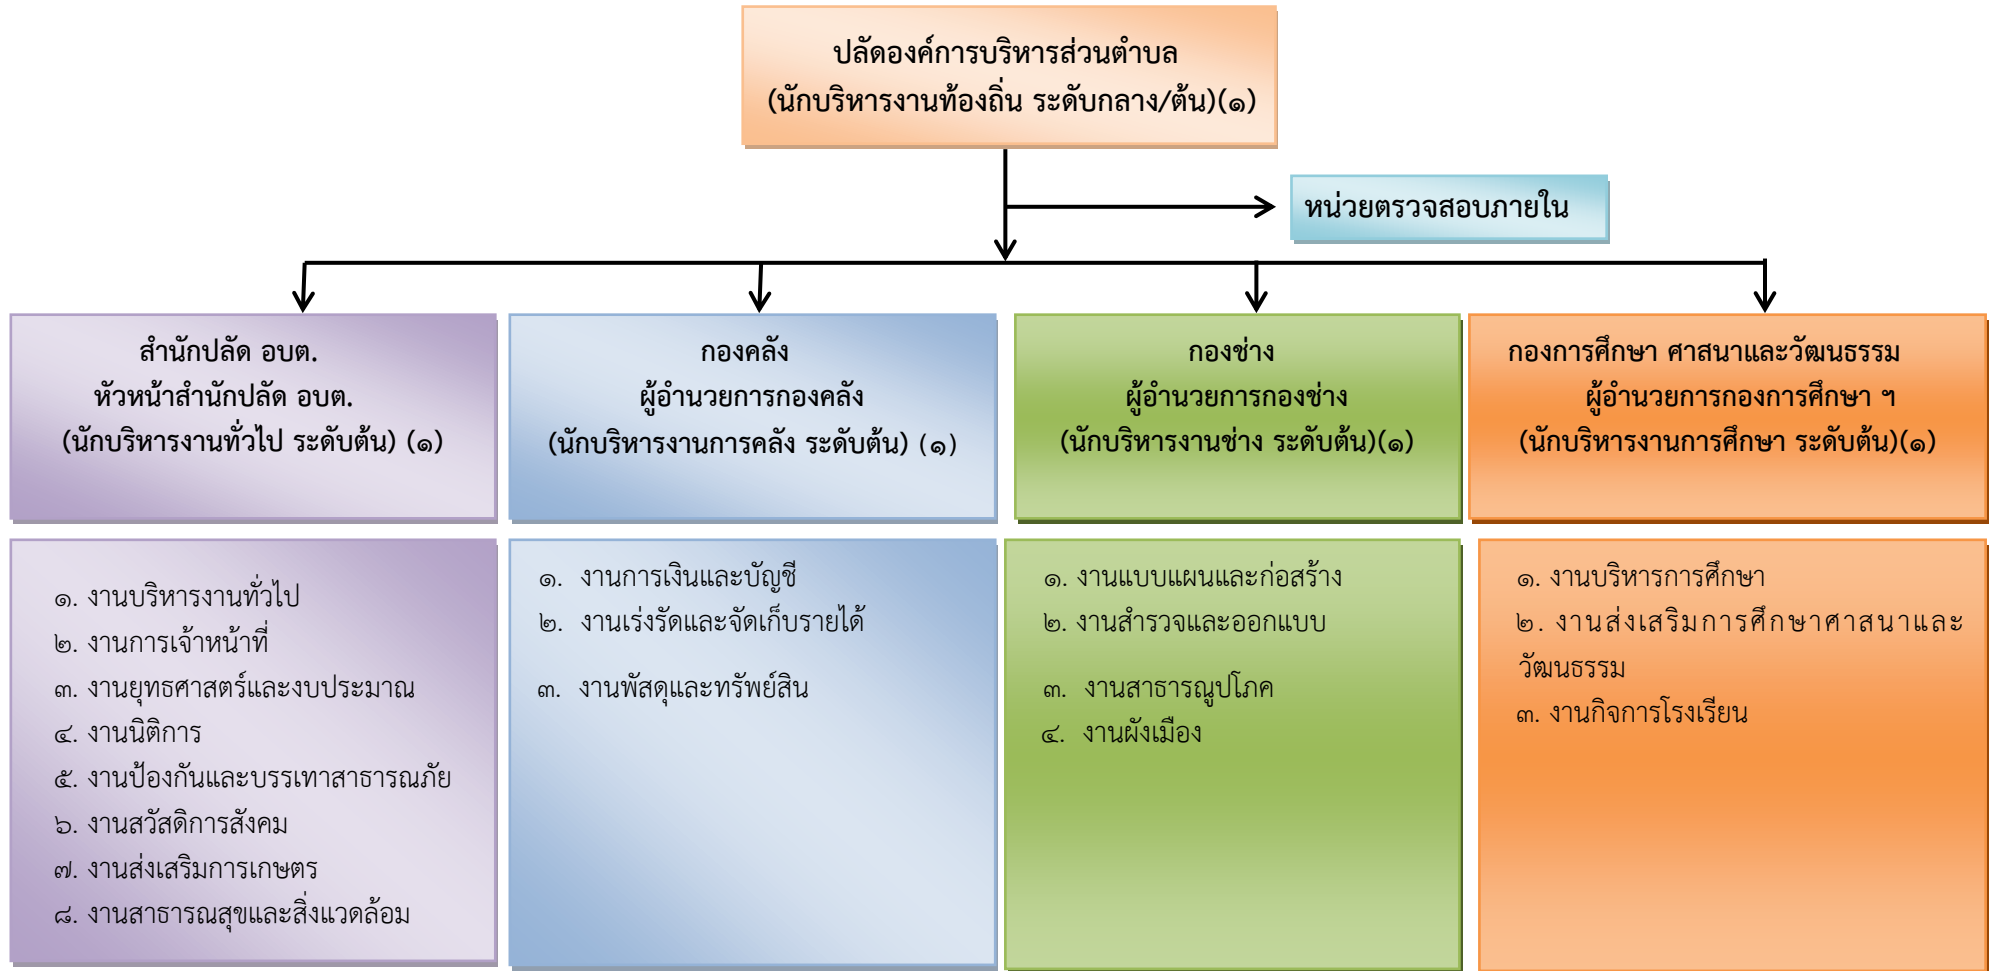 ปลัดองค์การบริหารส่วนตำบล
(นักบริหารงานท้องถิ่น ระดับกลาง/ต้น)(๑)
หน่วยตรวจสอบภายใน
สำนักปลัด อบต.
หัวหน้าสำนักปลัด อบต.
(นักบริหารงานทั่วไป ระดับต้น) (๑)
กองคลัง
ผู้อำนวยการกองคลัง
(นักบริหารงานการคลัง ระดับต้น) (๑)
กองช่าง
ผู้อำนวยการกองช่าง
(นักบริหารงานช่าง ระดับต้น)(๑)
กองการศึกษา ศาสนาและวัฒนธรรม
ผู้อำนวยการกองการศึกษา ฯ
(นักบริหารงานการศึกษา ระดับต้น)(๑)
๑. งานบริหารงานทั่วไป
๒. งานการเจ้าหน้าที่
๓. งานยุทธศาสตร์และงบประมาณ
๔. งานนิติการ
๕. งานป้องกันและบรรเทาสาธารณภัย
๖. งานสวัสดิการสังคม
๗. งานส่งเสริมการเกษตร
๘. งานสาธารณสุขและสิ่งแวดล้อม
๑. งานการเงินและบัญชี
๒. งานเร่งรัดและจัดเก็บรายได้
๓. งานพัสดุและทรัพย์สิน
๑. งานแบบแผนและก่อสร้าง
๒. งานสำรวจและออกแบบ
๓. งานสาธารณูปโภค
๔. งานผังเมือง
๑. งานบริหารการศึกษา
๒. งานส่งเสริมการศึกษาศาสนาและ
วัฒนธรรม
๓. งานกิจการโรงเรียน